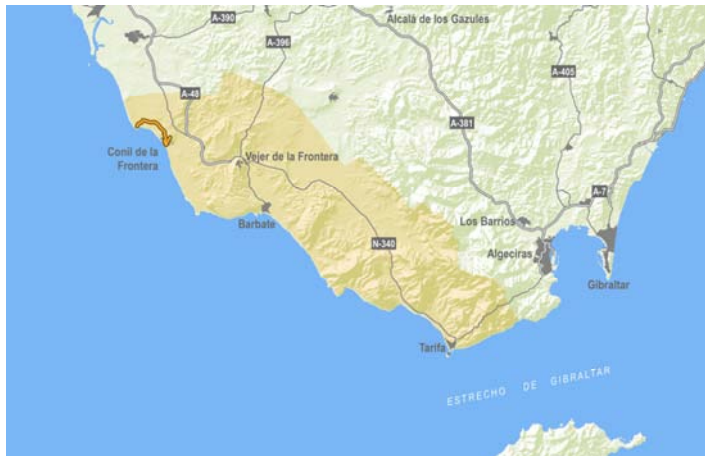 A-390
Alcalá de los Gazules
A-396
A-405
A-48
A-381
Conil de la
Frontera
Vejer de la Frontera
A-7
Los Barrios
Barbate
N-340
Algeciras
Gibraltar
Tarifa
ESTRECHO DE GIBRALTAR